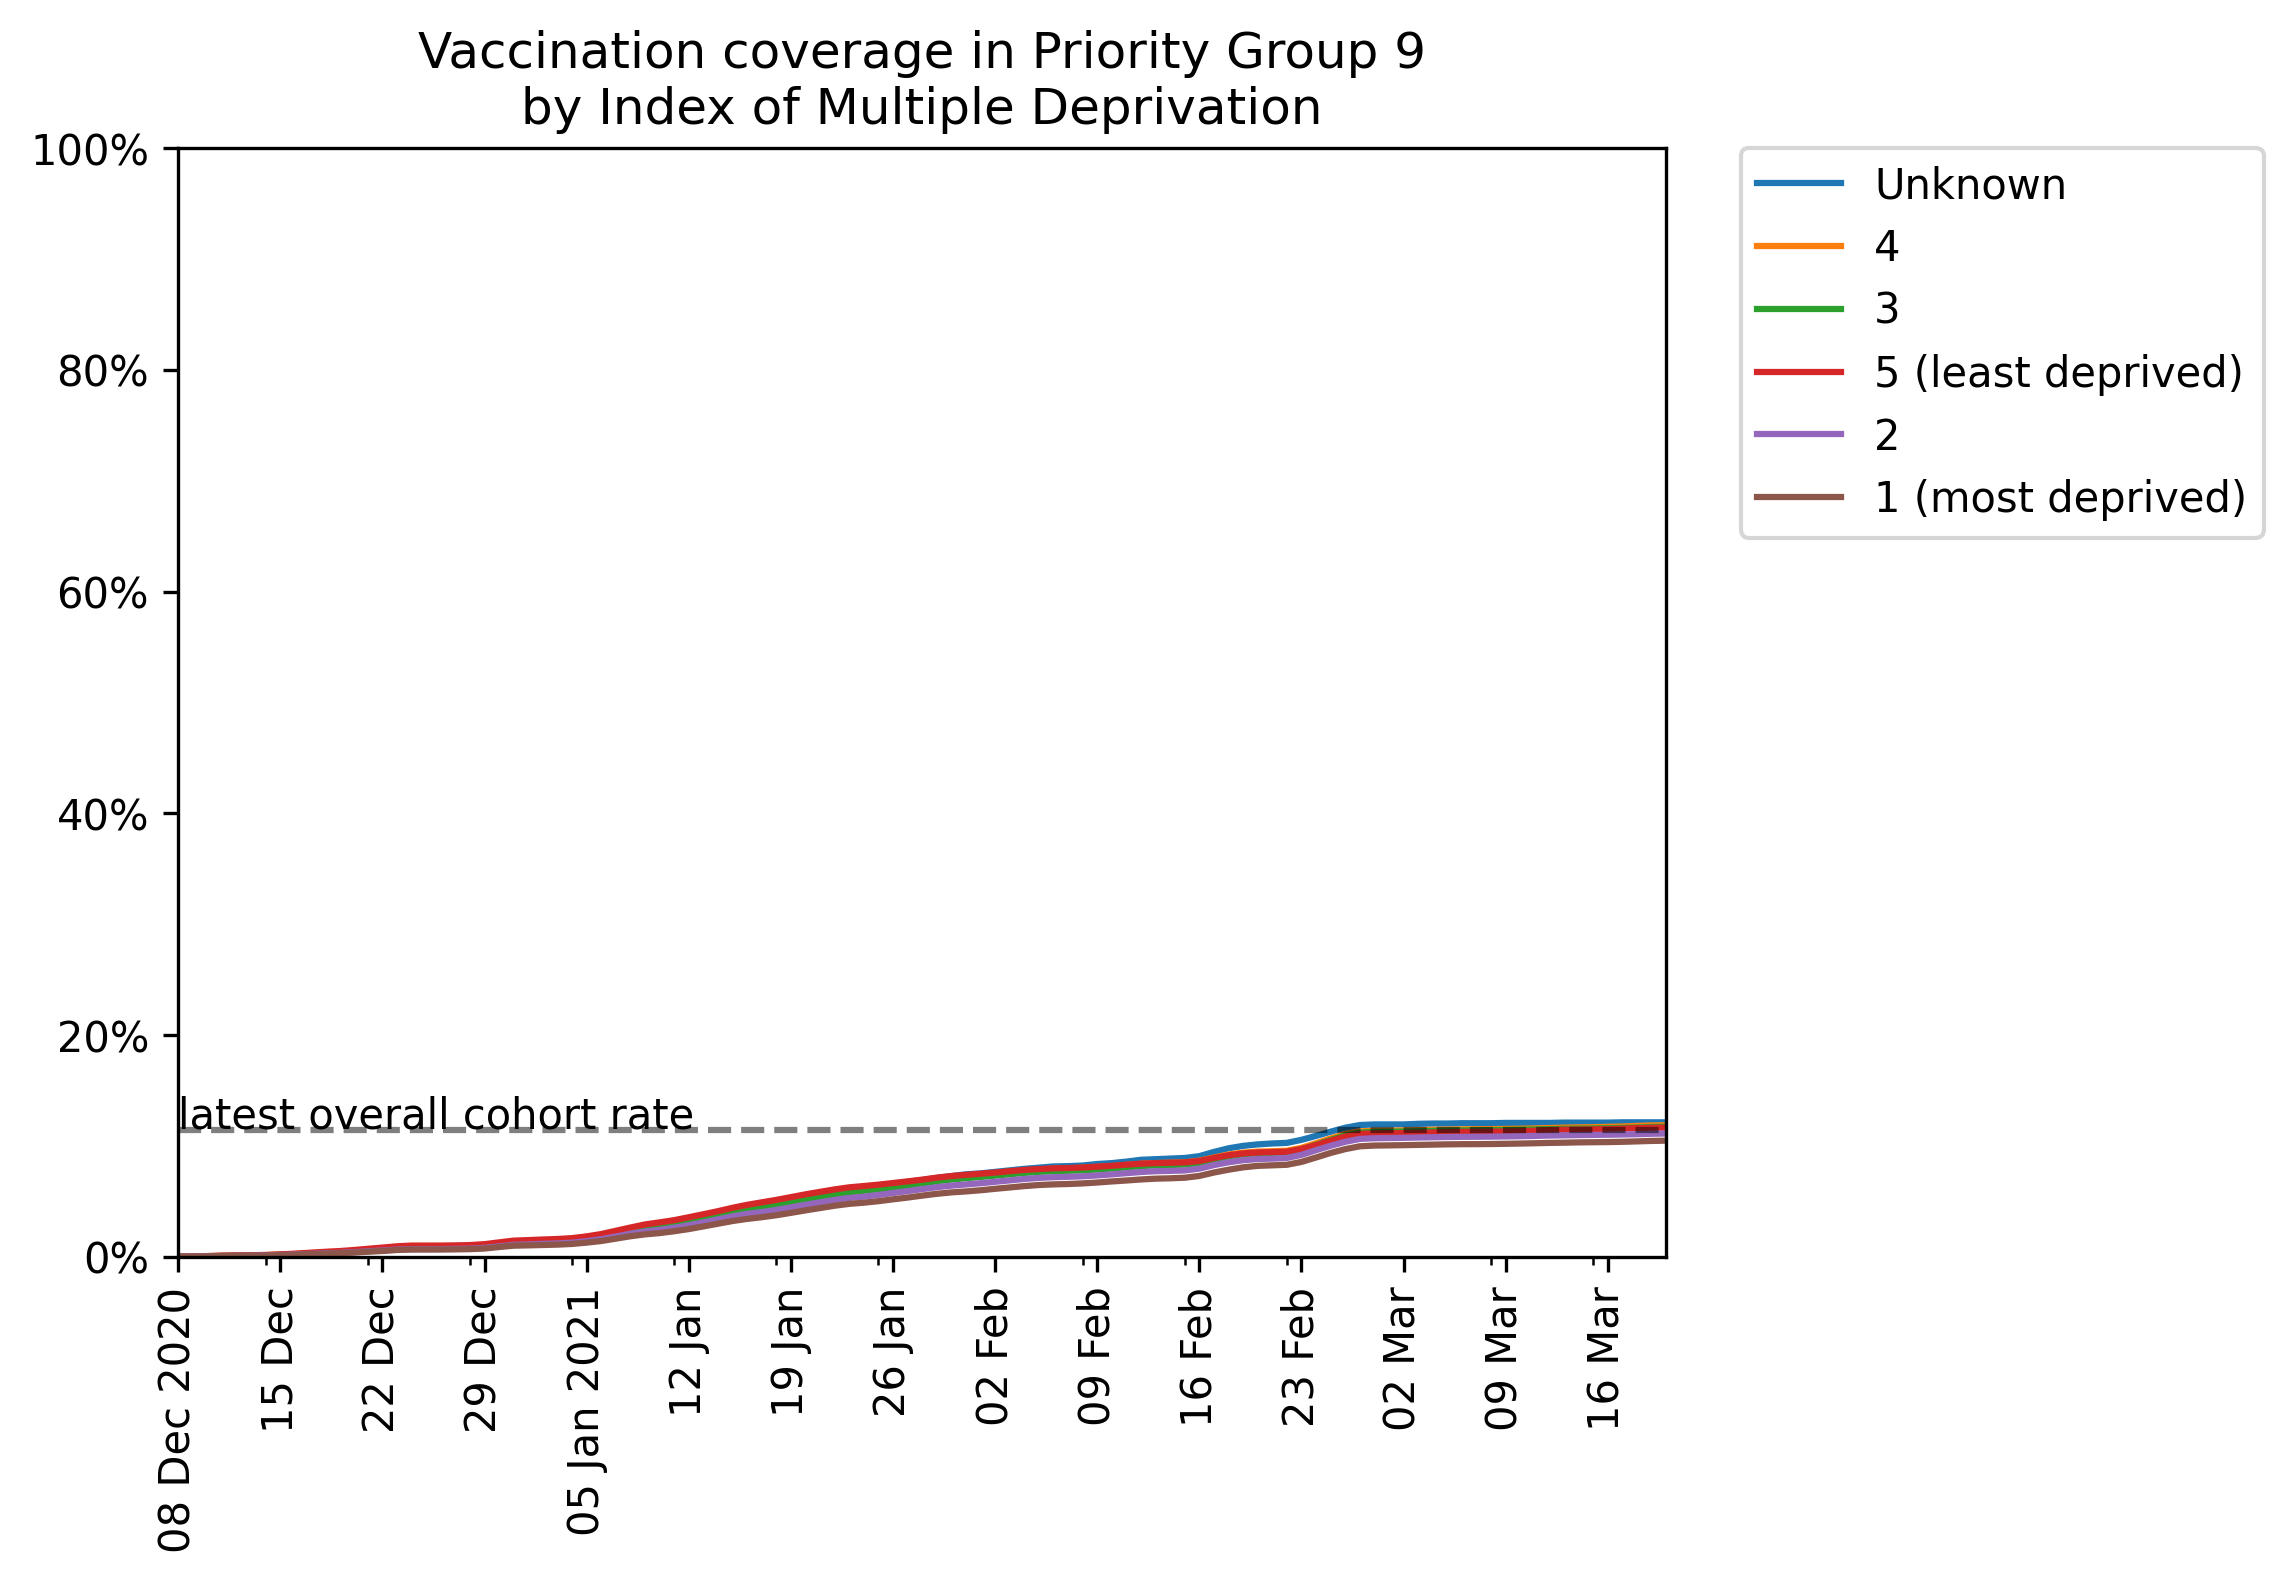 Vaccination coverage in Priority Group 9
by Index of Multiple Deprivation
100%
80%
60%
40%
20%
0%
latest overall cohort rate
08 Dec 2020
15 Dec
22 Dec
29 Dec
05 Jan 2021
12 Jan
19 Jan
26 Jan
02 Feb
09 Feb
16 Feb
23 Feb
02 Mar
09 Mar
16 Mar
Unknown
4
3
5 (least deprived)
2
1 (most deprived)